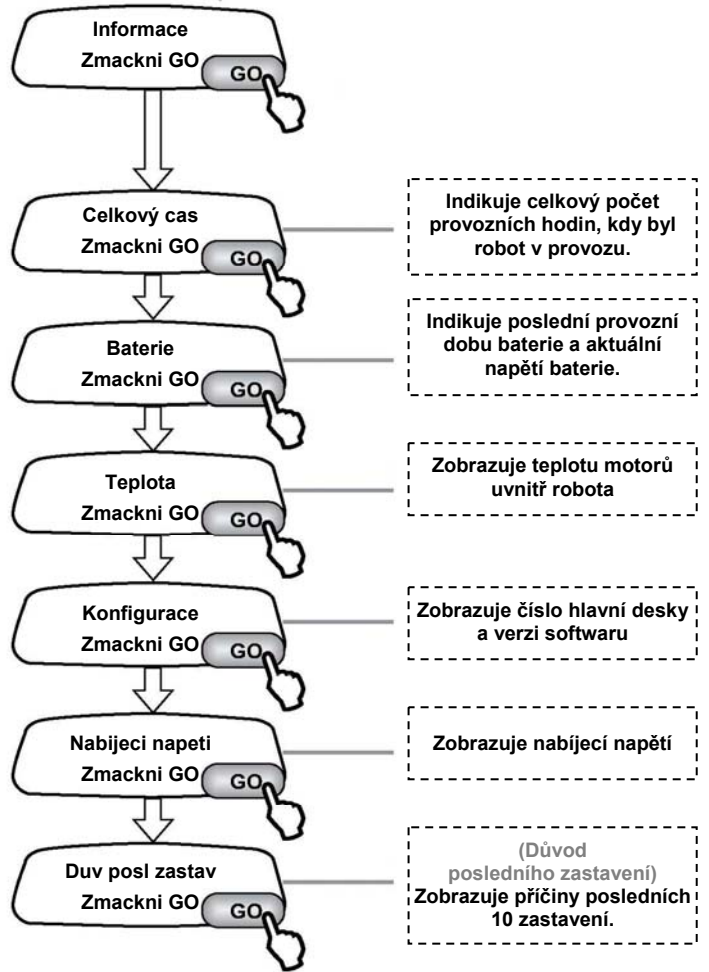 Informace
Zmackni GO
GO
Celkový cas
Zmackni GO
GO
Indikuje celkový počet
provozních hodin, kdy byl
robot v provozu.
Baterie
Zmackni GO
GO
Indikuje poslední provozní
dobu baterie a aktuální
napětí baterie.
Teplota
Zmackni GO
GO
Zobrazuje teplotu motorů
uvnitř robota
Konfigurace
Zmackni GO
GO
Zobrazuje číslo hlavní desky
a verzi softwaru
Nabijeci napeti
Zmackni GO
GO
Zobrazuje nabíjecí napětí
Duv posl zastav
Zmackni GO
GO
(Důvod
posledního zastavení)
Zobrazuje příčiny posledních
10 zastavení.